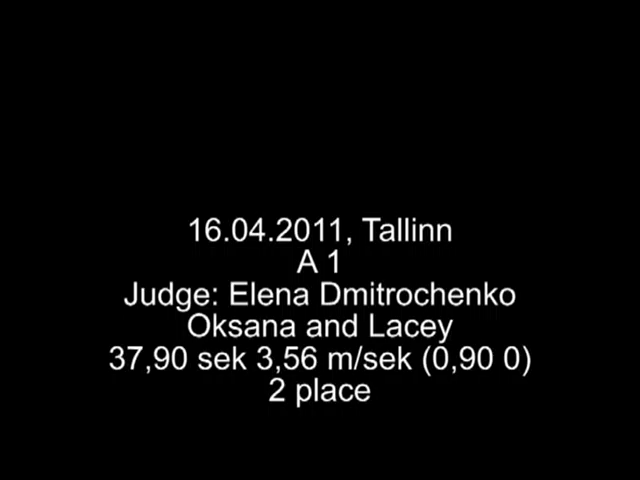 16.04.2011, Tallinn
A 1
Judge: Elena Dmitrochenko
Oksana and Lacey
37,90 sek 3,56 m/sek (0,90 0)
2 place